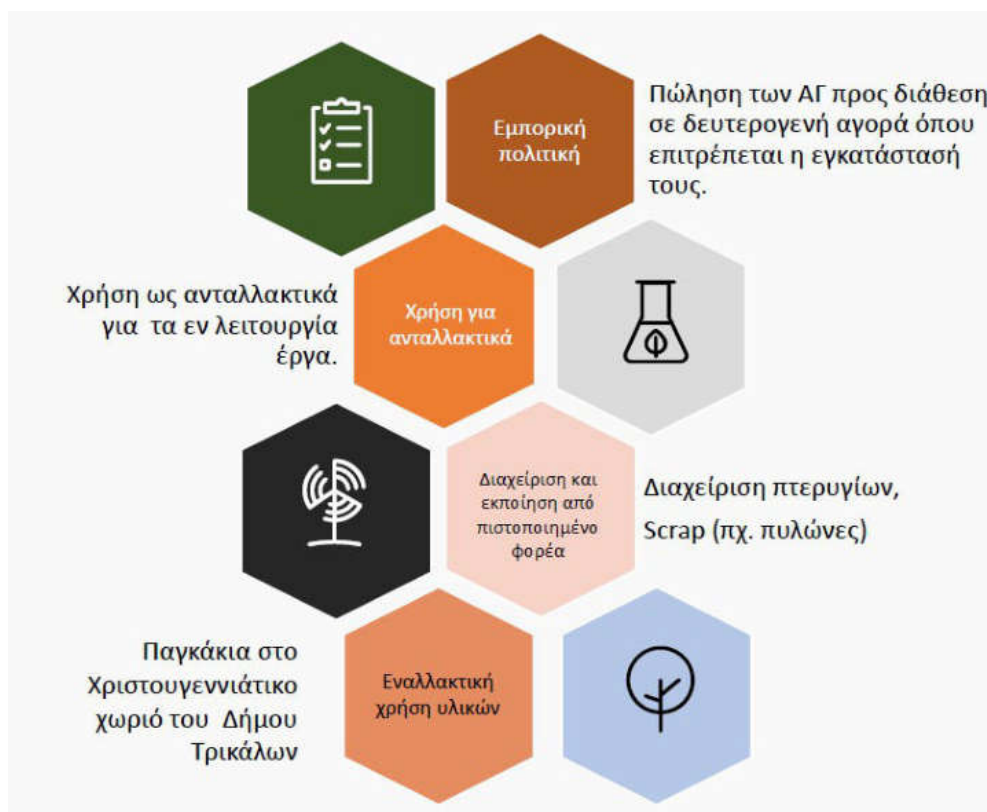 Εμπορική
πολιτική
Πώληση των ΑΓ προς διάθεση
σε δευτερογενή αγορά όπου
επιτρέπεται η εγκατάστασή
τους.
Χρήση ως ανταλλακτικά
για τα εν λειτουργία
έργα.
Χρήση για
ανταλλακτικά
Διαχείριση και
εκποίηση από
πιστοποιημένο
φορέα
Διαχείριση πτερυγίων,
Scrap (πχ. πυλώνες)
Παγκάκια στο
Χριστουγεννιάτικο
χωριό του Δήμου
Τρικάλων
Εναλλακτική
χρήση υλικών